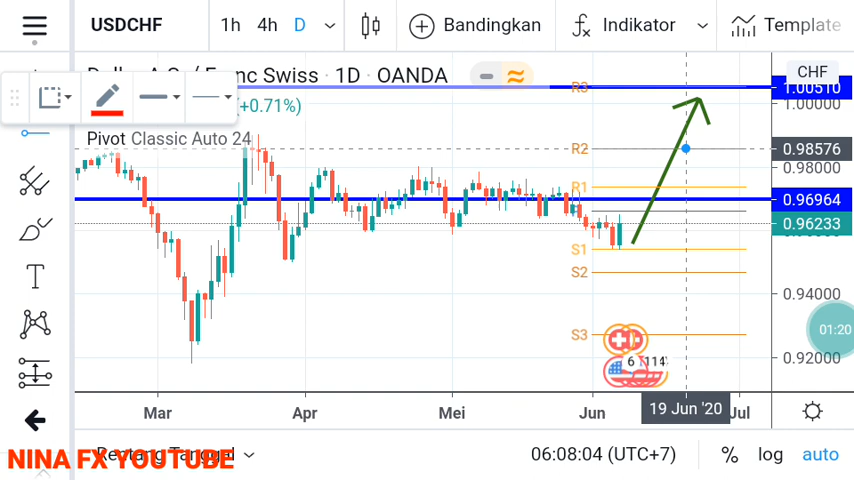 USDCHF 1h 4h D Bandingkan Indikator Template
1D · OANDA
CHF
(+0.71%)
Pivot Classic Auto 24
R3
R2
R1
S1
S2
S3
1.00510
1.00000
0.98576
0.98000
0.96964
0.96233
0.94000
0.92000
01:20
Mar Apr Mei Jun 19 Jun '20 Jul
Rentang Tanggal 06:08:04 (UTC+7) % log auto
NINA FX YOUTUBE